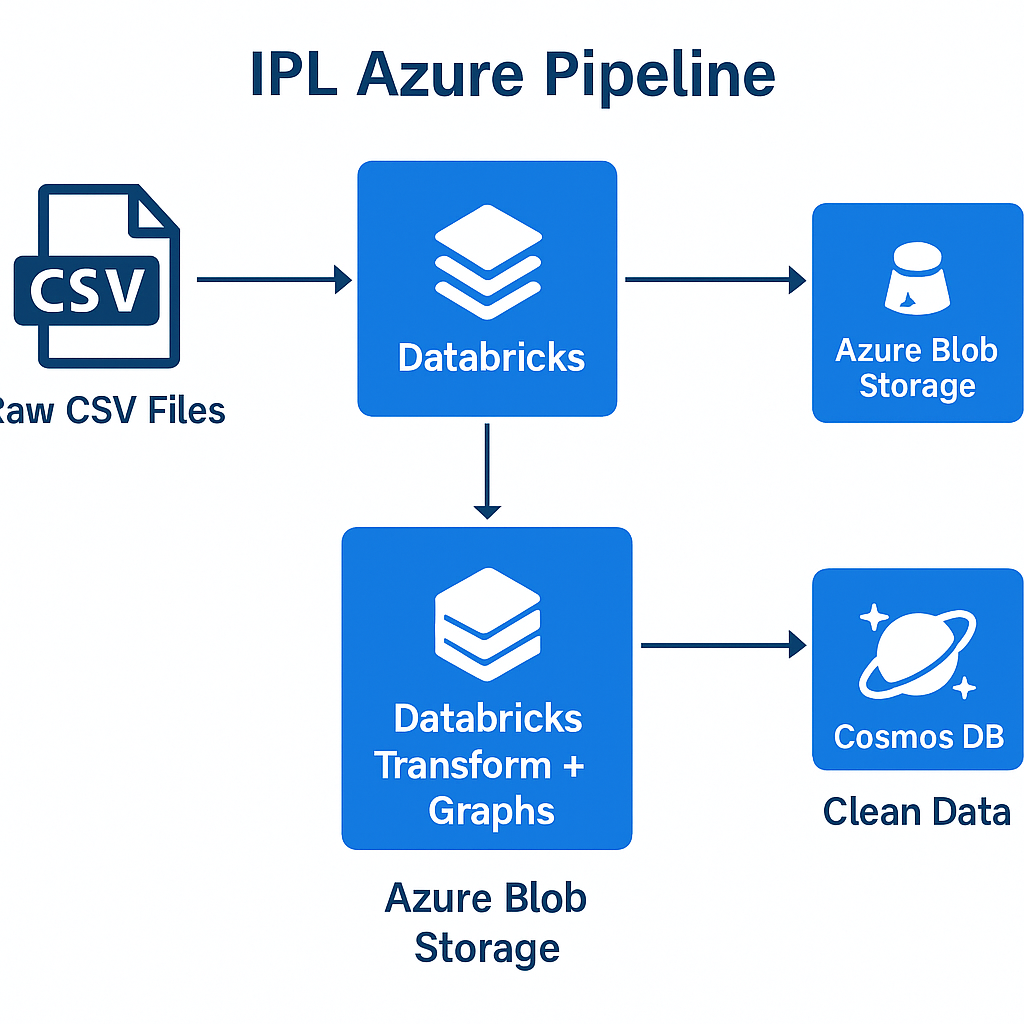 IPL Azure Pipeline
CSV
Raw CSV Files
Databricks
Azure Blob
Storage
Databricks
Transform +
Graphs
Cosmos DB
Clean Data
Azure Blob
Storage